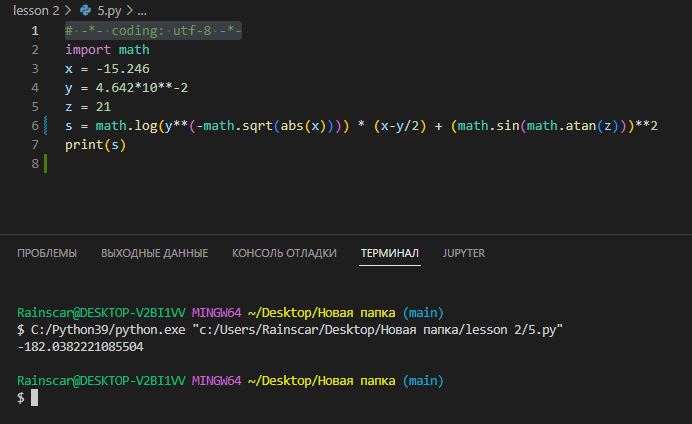 lesson 2 > 5.py > ...
1 # -*- coding: utf-8 -*-
2 import math
3 x = -15.246
4 y = 4.642*10**-2
5 z = 21
6 s = math.log(y**(-math.sqrt(abs(x)))) * (x-y/2) + (math.sin(math.atan(z)))**2
7 print(s)
8
ПРОБЛЕМЫ ВЫХОДНЫЕ ДАННЫЕ КОНСОЛЬ ОТЛАДКИ ТЕРМИНАЛ JUPYTER
Rainscar@DESKTOP-V2BI1VV MINGW64 ~/Desktop/Новая папка (main)
$ C:/Python39/python.exe "c:/Users/Rainscar/Desktop/Новая папка/lesson 2/5.py"
-182.0382221085504
Rainscar@DESKTOP-V2BI1VV MINGW64 ~/Desktop/Новая папка (main)
$